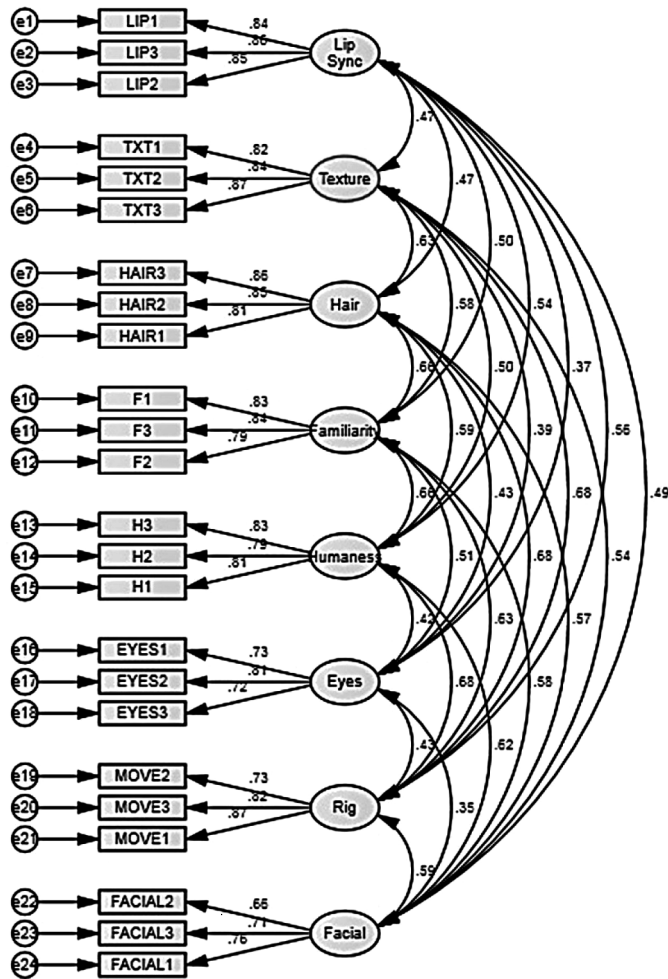 e1 LIP1 .84
e2 LIP3 .86 Lip Sync
e3 LIP2 .85
.47
e4 TXT1 .82 .47
e5 TXT2 .84 Texture
e6 TXT3 .87
.63 .50
e7 HAIR3 .86
e8 HAIR2 .85 Hair .58 .54
e9 HAIR1 .81
.66 .50 .37
e10 F1 .83
e11 F3 .84 Familiarity .59 .39 .56
e12 F2 .79
.66 .43 .68 .49
e13 H3 .83
e14 H2 .79 Humaness .51 .68 .54
e15 H1 .81
.42 .63 .57
e16 EYES1 .73
e17 EYES2 .81 Eyes .68 .58
e18 EYES3 .72
.43 .62
e19 MOVE2 .73
e20 MOVE3 .82 Rig .35
e21 MOVE1 .87
.59
e22 FACIAL2 .66
e23 FACIAL3 .71 Facial
e24 FACIAL1 .76